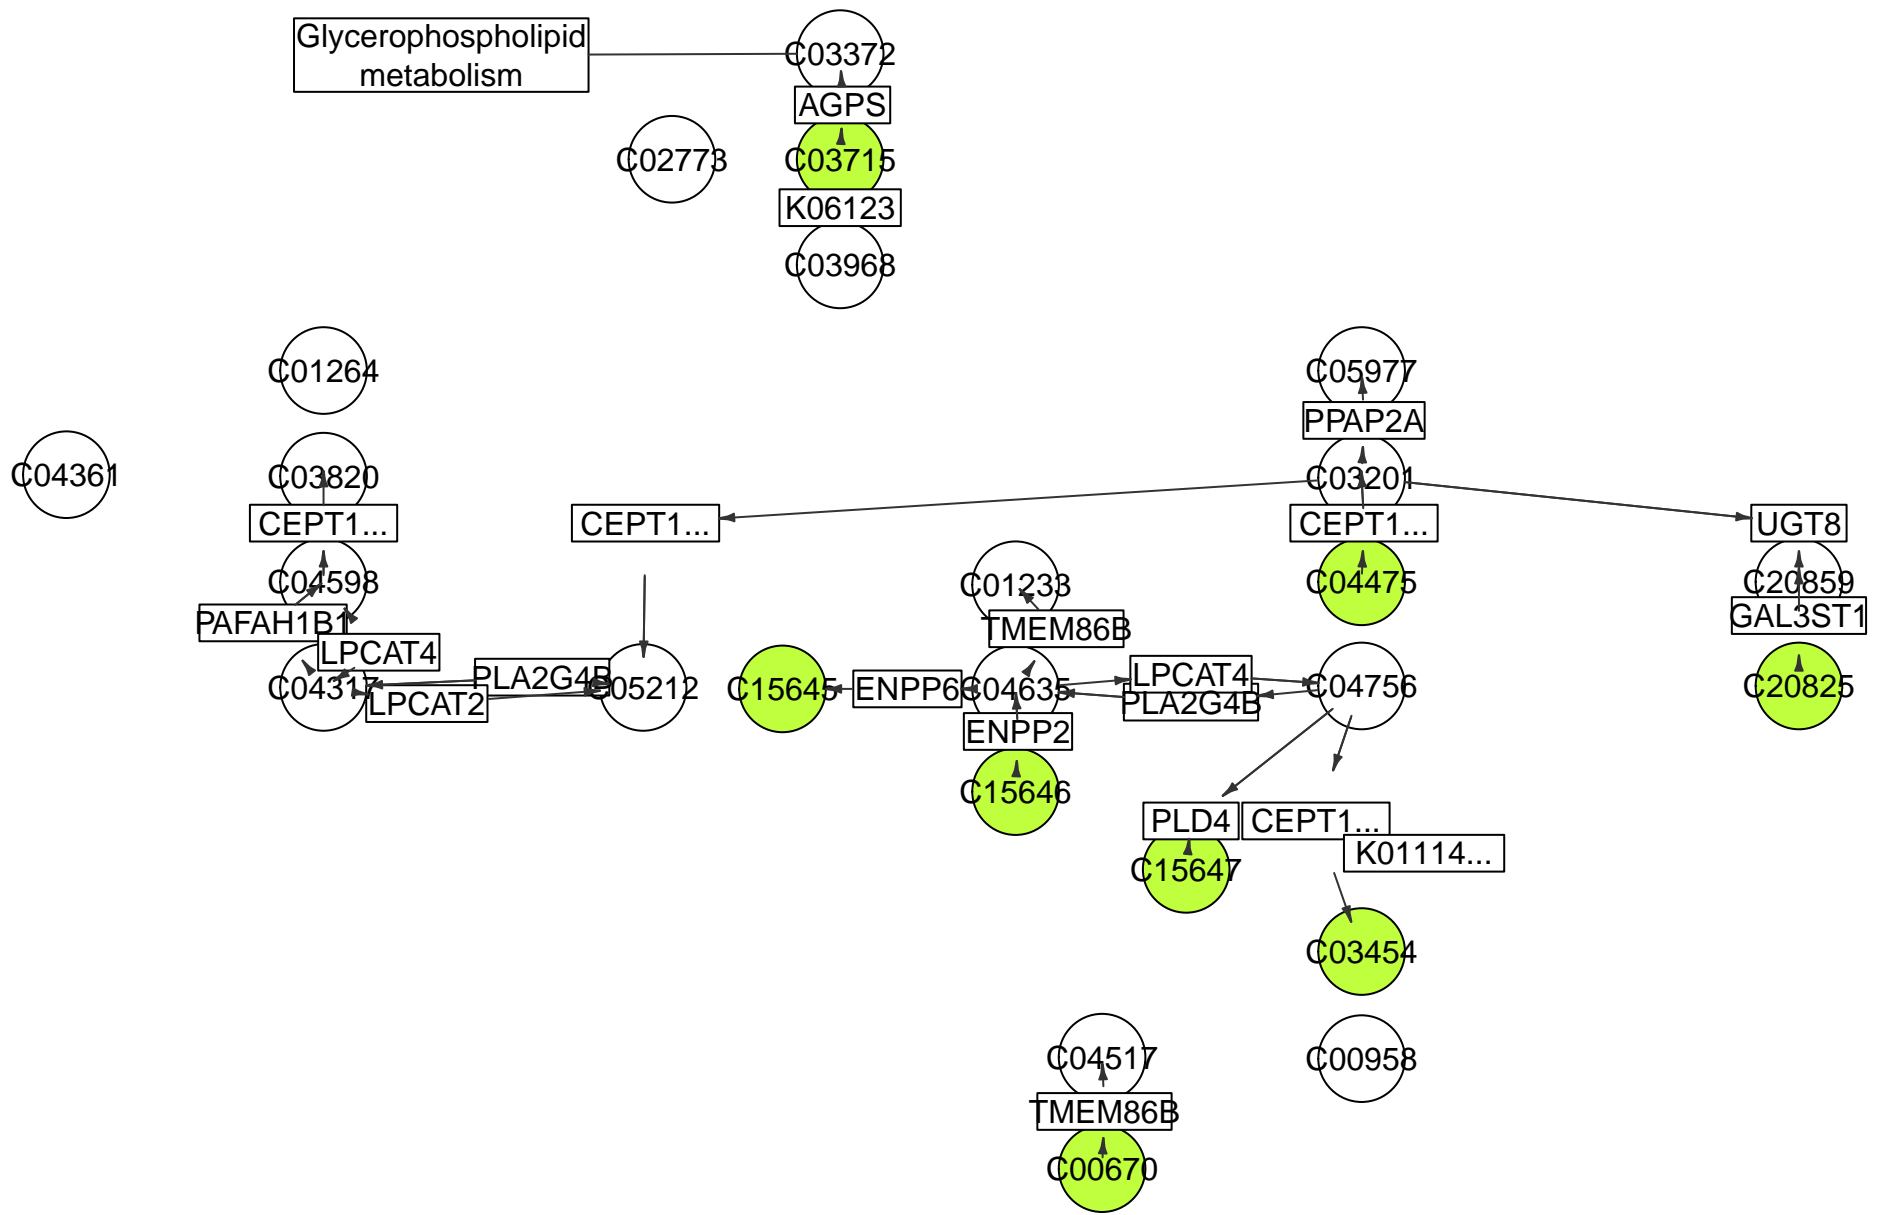 Glycerophospholipid
metabolism
C03372
AGPS
C02773
C03715
K06123
C03968
C01264
C05977
PPAP2A
C04361
C03820
C03201
CEPT1...
CEPT1...
CEPT1...
UGT8
C04598
C01233
C04475
C20859
PAFAH1B1
TMEM86B
GAL3ST1
LPCAT4
C04317
PLA2G4B
LPCAT2
C05212
C15645
ENPP6
C04635
LPCAT4
PLA2G4B
C04756
C20825
ENPP2
C15646
PLD4
CEPT1...
K01114...
C15647
C03454
C04517
C00958
TMEM86B
C00670